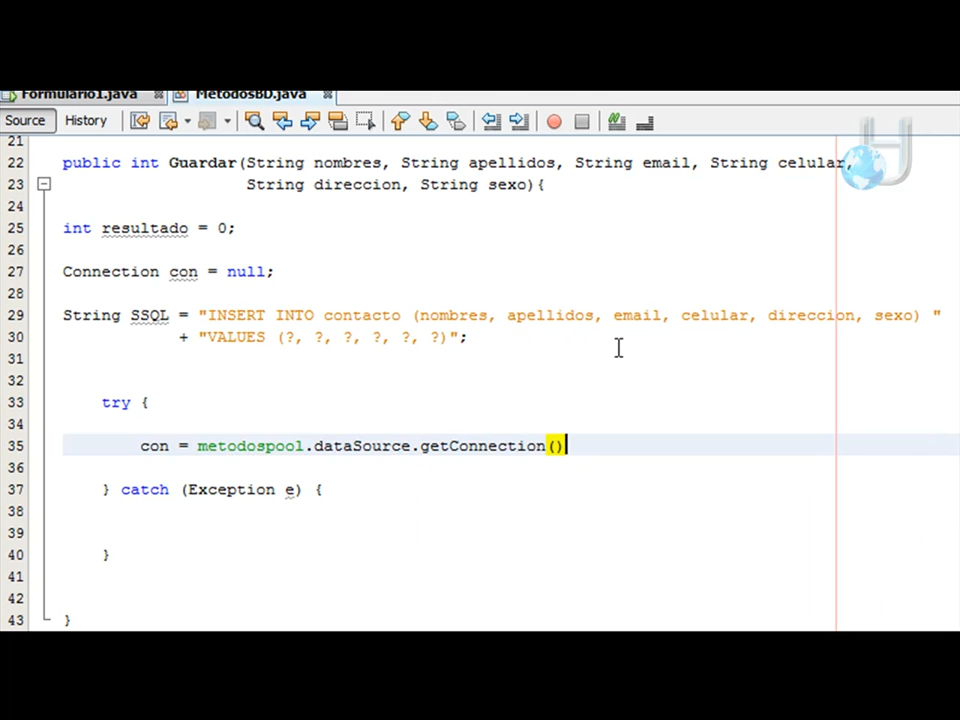 Formulario1.java MetodosBD.java
Source History
21
22 public int Guardar(String nombres, String apellidos, String email, String celular,
23 String direccion, String sexo){
24
25 int resultado = 0;
26
27 Connection con = null;
28
29 String SSQL = "INSERT INTO contacto (nombres, apellidos, email, celular, direccion, sexo) "
30 + "VALUES (?, ?, ?, ?, ?, ?)";
31
32
33 try {
34
35 con = metodospool.dataSource.getConnection()
36
37 } catch (Exception e) {
38
39
40 }
41
42
43 }